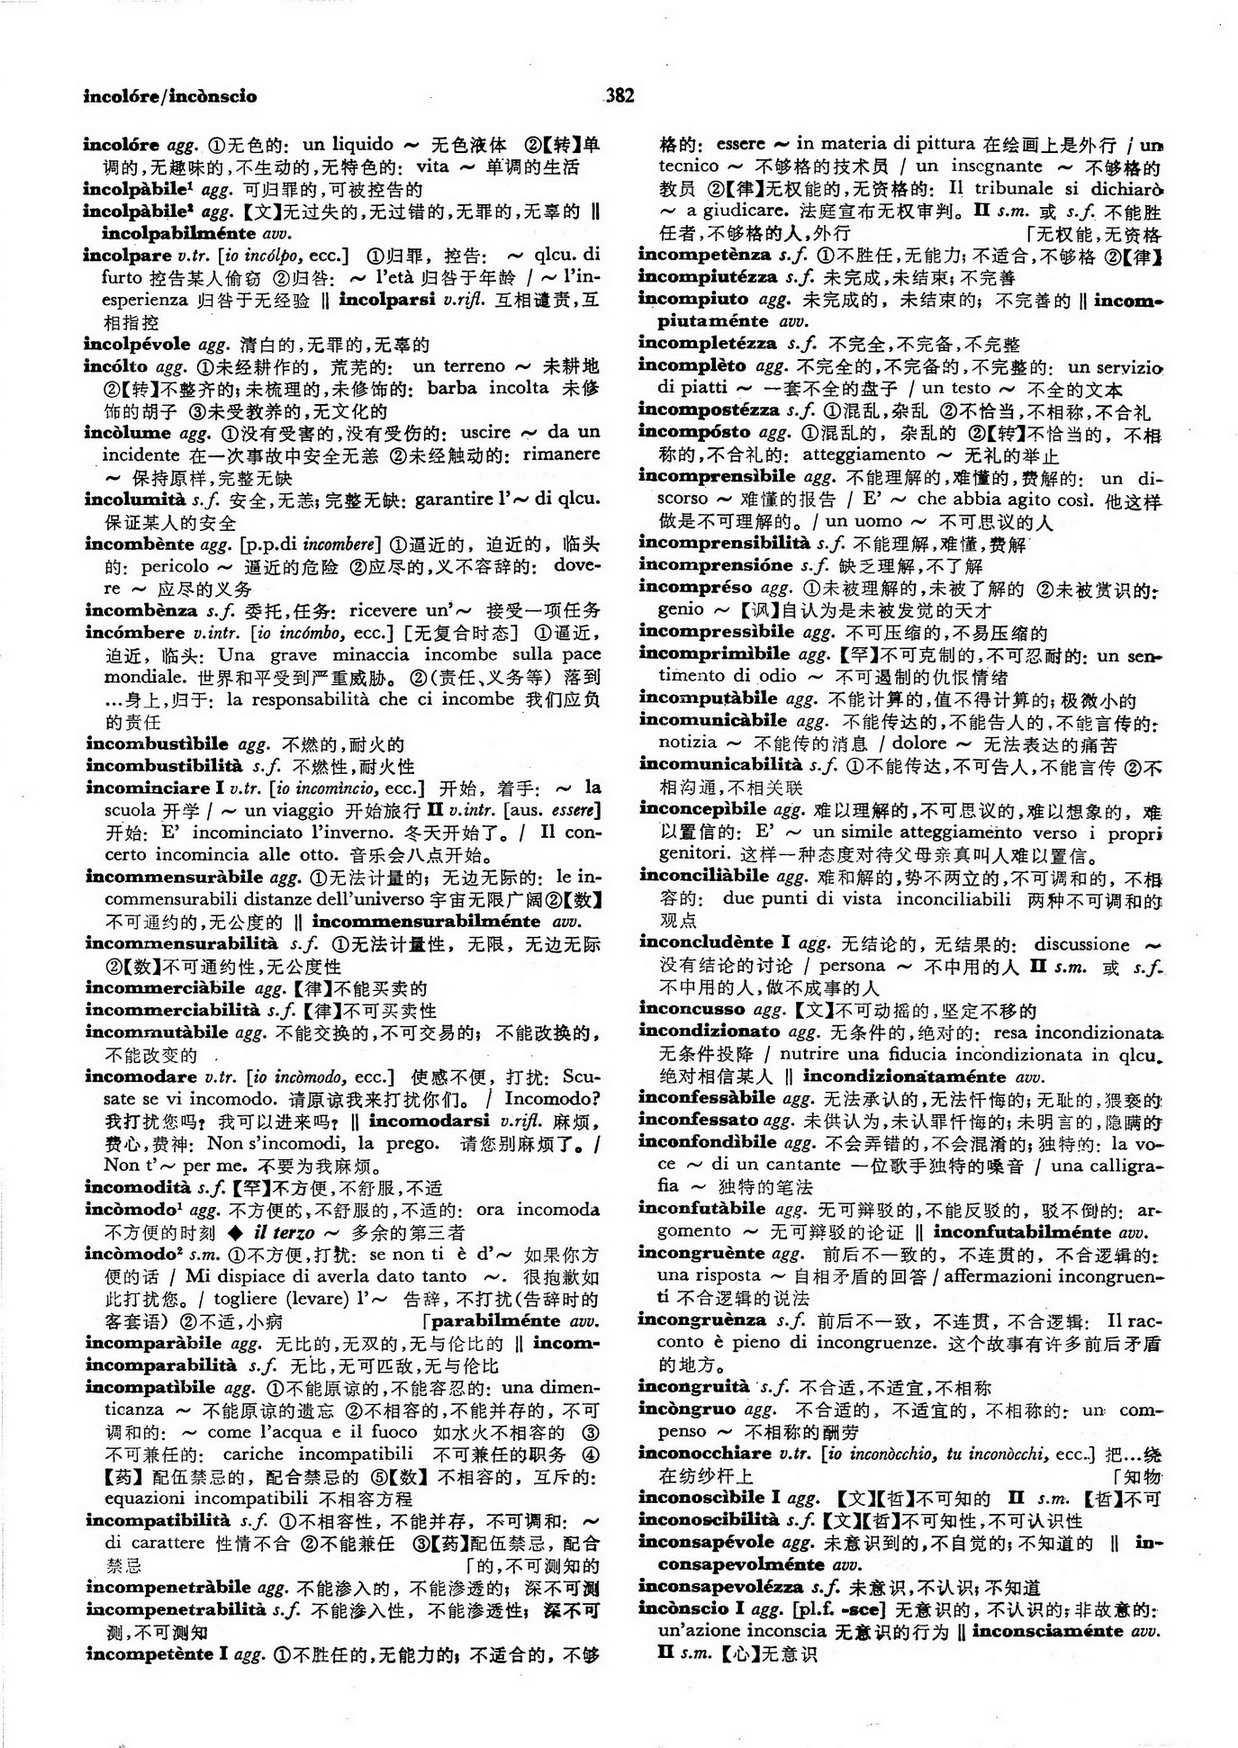 incolóre/incònscio
382
incolóre agg. ①无色的: un liquido ～ 无色液体 ②【转】单
调的,无趣味的,不生动的,无特色的: vita ～ 单调的生活
incolpàbile¹ agg. 可归罪的,可被控告的
incolpàbile² agg.【文】无过失的,无过错的,无罪的,无辜的 ‖
incolpabilménte avv.
incolpare v.tr. [io incólpo, ecc.] ①归罪, 控告: ～ qlcu. di
furto 控告某人偷窃 ②归咎: ～ l'età 归咎于年龄 / ～ l'in-
esperienza 归咎于无经验 ‖ incolparsi v.rifl. 互相谴责,互
相指控
incolpévole agg. 清白的,无罪的,无辜的
incólto agg. ①未经耕作的, 荒芜的: un terreno ～ 未耕地
②【转】不整齐的; 未梳理的,未修饰的: barba incolta 未修
饰的胡子 ③未受教养的,无文化的
incòlume agg. ①没有受害的,没有受伤的: uscire ～ da un
incidente 在一次事故中安全无恙 ②未经触动的: rimanere
～ 保持原样,完整无缺
incolumità s.f. 安全,无恙; 完整无缺: garantire l'～ di qlcu.
保证某人的安全
incombènte agg. [p.p.di incombere] ①逼近的, 迫近的, 临头
的: pericolo ～ 逼近的危险 ②应尽的,义不容辞的: dove-
re ～ 应尽的义务
incombènza s.f. 委托,任务: ricevere un'～ 接受一项任务
incómbere v.intr. [io incómbo, ecc.] [无复合时态] ①逼近,
迫近, 临头: Una grave minaccia incombe sulla pace
mondiale. 世界和平受到严重威胁。②(责任、义务等) 落到
…身上,归于: la responsabilità che ci incombe 我们应负
的责任
incombustìbile agg. 不燃的,耐火的
incombustibilità s.f. 不燃性,耐火性
incominciare I v.tr. [io incomìncio, ecc.] 开始, 着手: ～ la
scuola 开学 / ～ un viaggio 开始旅行 II v.intr. [aus. essere]
开始: E' incominciato l'inverno. 冬天开始了。/ Il con-
certo incomincia alle otto. 音乐会八点开始。
incommensuràbile agg. ①无法计量的; 无边无际的: le in-
commensurabili distanze dell'universo 宇宙无限广阔②【数】
不可通约的,无公度的 ‖ incommensurabilménte avv.
incommensurabilità s.f. ①无法计量性, 无限, 无边无际
②【数】不可通约性,无公度性
incommerciàbile agg.【律】不能买卖的
incommerciabilità s.f.【律】不可买卖性
incommutàbile agg. 不能交换的,不可交易的; 不能改换的,
不能改变的
incomodare v.tr. [io incòmodo, ecc.] 使感不便, 打扰: Scu-
sate se vi incomodo. 请原谅我来打扰你们。 / Incomodo?
我打扰您吗? 我可以进来吗? ‖ incomodarsi v.rifl. 麻烦,
费心,费神: Non s'incomodi, la prego. 请您别麻烦了。/
Non t'～ per me. 不要为我麻烦。
incomodità s.f.【罕】不方便,不舒服,不适
incòmodo¹ agg. 不方便的,不舒服的,不适的: ora incomoda
不方便的时刻 ◆ il terzo ～ 多余的第三者
incòmodo² s.m. ①不方便,打扰: se non ti è d'～ 如果你方
便的话 / Mi dispiace di averla dato tanto ～. 很抱歉如
此打扰您。/ togliere (levare) l'～ 告辞, 不打扰(告辞时的
客套语) ②不适,小病 「parabilménte avv.
incomparàbile agg. 无比的,无双的,无与伦比的 ‖ incom-
incomparabilità s.f. 无比,无可匹敌,无与伦比
incompatìbile agg. ①不能原谅的,不能容忍的: una dimen-
ticanza ～ 不能原谅的遗忘 ②不相容的,不能并存的, 不可
调和的: ～ come l'acqua e il fuoco 如水火不相容的 ③
不可兼任的: cariche incompatibili 不可兼任的职务 ④
【药】配伍禁忌的, 配合禁忌的 ⑤【数】不相容的, 互斥的:
equazioni incompatibili 不相容方程
incompatibilità s.f. ①不相容性, 不能并存, 不可调和: ～
di carattere 性情不合 ②不能兼任 ③【药】配伍禁忌, 配合
禁忌 「的,不可测知的
incompenetràbile agg. 不能渗入的, 不能渗透的; 深不可测
incompenetrabilità s.f. 不能渗入性, 不能渗透性; 深不可
测,不可测知
incompetènte I agg. ①不胜任的,无能力的; 不适合的, 不够
格的: essere ～ in materia di pittura 在绘画上是外行 / un
tecnico ～ 不够格的技术员 / un insegnante ～ 不够格的
教员 ②【律】无权能的,无资格的: Il tribunale si dichiarò
～ a giudicare. 法庭宣布无权审判。II s.m. 或 s.f. 不能胜
任者,不够格的人,外行 「无权能,无资格
incompetènza s.f. ①不胜任,无能力; 不适合,不够格 ②【律】
incompiutézza s.f. 未完成,未结束; 不完善
incompiuto agg. 未完成的, 未结束的; 不完善的 ‖ incom-
piutaménte avv.
incompletézza s.f. 不完全,不完备,不完整
incomplèto agg. 不完全的,不完备的,不完整的: un servizio
di piatti ～ 一套不全的盘子 / un testo ～ 不全的文本
incompostézza s.f. ①混乱,杂乱 ②不恰当,不相称,不合礼
incompósto agg. ①混乱的, 杂乱的 ②【转】不恰当的, 不相
称的,不合礼的: atteggiamento ～ 无礼的举止
incomprensìbile agg. 不能理解的,难懂的,费解的: un di-
scorso ～ 难懂的报告 / E' ～ che abbia agito così. 他这样
做是不可理解的。/ un uomo ～ 不可思议的人
incomprensibilità s.f. 不能理解,难懂,费解
incomprensióne s.f. 缺乏理解,不了解
incompréso agg. ①未被理解的,未被了解的 ②未被赏识的:
genio ～ 【讽】自认为是未被发觉的天才
incompressìbile agg. 不可压缩的,不易压缩的
incomprimìbile agg.【罕】不可克制的,不可忍耐的: un sen-
timento di odio ～ 不可遏制的仇恨情绪
incomputàbile agg. 不能计算的,值不得计算的; 极微小的
incomunicàbile agg. 不能传达的,不能告人的,不能言传的:
notizia ～ 不能传的消息 / dolore ～ 无法表达的痛苦
incomunicabilità s.f. ①不能传达,不可告人,不能言传 ②不
相沟通,不相关联
inconcepìbile agg. 难以理解的,不可思议的,难以想象的, 难
以置信的: E' ～ un simile atteggiamento verso i propri
genitori. 这样一种态度对待父母亲真叫人难以置信。
inconciliàbile agg. 难和解的,势不两立的,不可调和的, 不相
容的: due punti di vista inconciliabili 两种不可调和的
观点
inconcludènte I agg. 无结论的, 无结果的: discussione ～
没有结论的讨论 / persona ～ 不中用的人 II s.m. 或 s.f.
不中用的人,做不成事的人
inconcusso agg.【文】不可动摇的,坚定不移的
incondizionato agg. 无条件的,绝对的: resa incondizionata
无条件投降 / nutrire una fiducia incondizionata in qlcu.
绝对相信某人 ‖ incondizionataménte avv.
inconfessàbile agg. 无法承认的,无法忏悔的; 无耻的,猥亵的
inconfessato agg. 未供认为,未认罪忏悔的; 未明言的,隐瞒的
inconfondìbile agg. 不会弄错的,不会混淆的; 独特的: la vo-
ce ～ di un cantante 一位歌手独特的嗓音 / una calligra-
fia ～ 独特的笔法
inconfutàbile agg. 无可辩驳的,不能反驳的, 驳不倒的: ar-
gomento ～ 无可辩驳的论证 ‖ inconfutabilménte avv.
incongruènte agg. 前后不一致的, 不连贯的, 不合逻辑的:
una risposta ～ 自相矛盾的回答 / affermazioni incongruen-
ti 不合逻辑的说法
incongruènza s.f. 前后不一致, 不连贯, 不合逻辑: Il rac-
conto è pieno di incongruenze. 这个故事有许多前后矛盾
的地方。
incongruità s.f. 不合适,不适宜,不相称
incòngruo agg. 不合适的, 不适宜的, 不相称的: un com-
penso ～ 不相称的酬劳
inconocchiare v.tr. [io inconòcchio, tu inconòcchi, ecc.] 把…绕
在纺纱杆上 「知物
inconoscìbile I agg. 【文】【哲】不可知的 II s.m. 【哲】不可
inconoscibilità s.f.【文】【哲】不可知性,不可认识性
inconsapévole agg. 未意识到的,不自觉的; 不知道的 ‖ in-
consapevolménte avv.
inconsapevolézza s.f. 未意识,不认识; 不知道
incònscio I agg. [pl.f. -sce] 无意识的, 不认识的; 非故意的:
un'azione inconscia 无意识的行为 ‖ inconsciaménte avv.
II s.m.【心】无意识